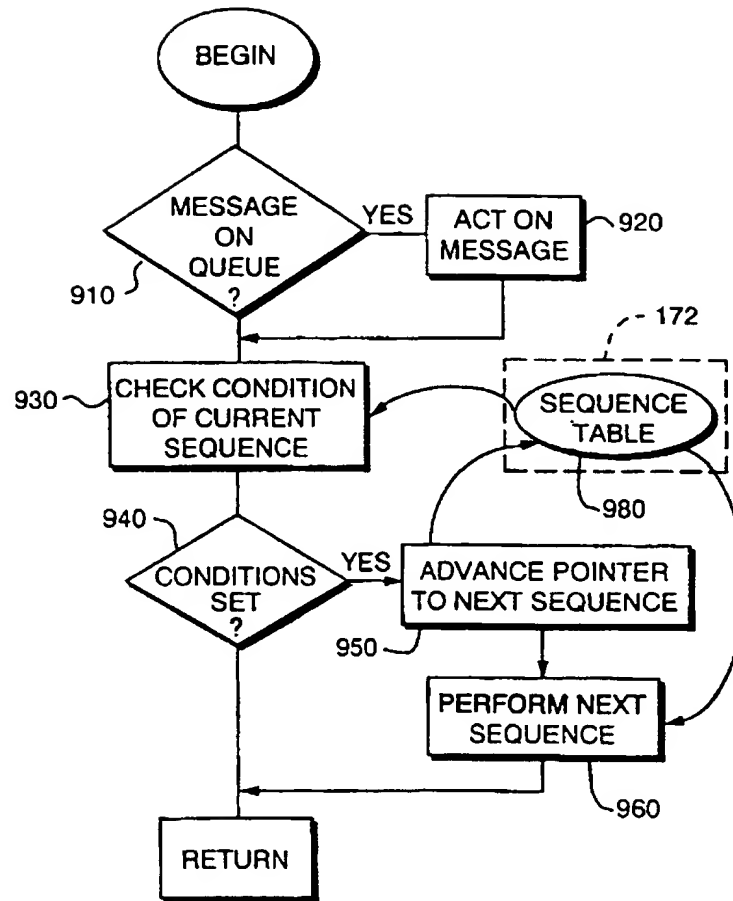 BEGIN
MESSAGE
ON
QUEUE
?
910
YES
ACT ON
MESSAGE
920
172
930
CHECK CONDITION
OF CURRENT
SEQUENCE
SEQUENCE
TABLE
980
940
CONDITIONS
SET
?
YES
ADVANCE POINTER
TO NEXT SEQUENCE
950
PERFORM NEXT
SEQUENCE
960
RETURN